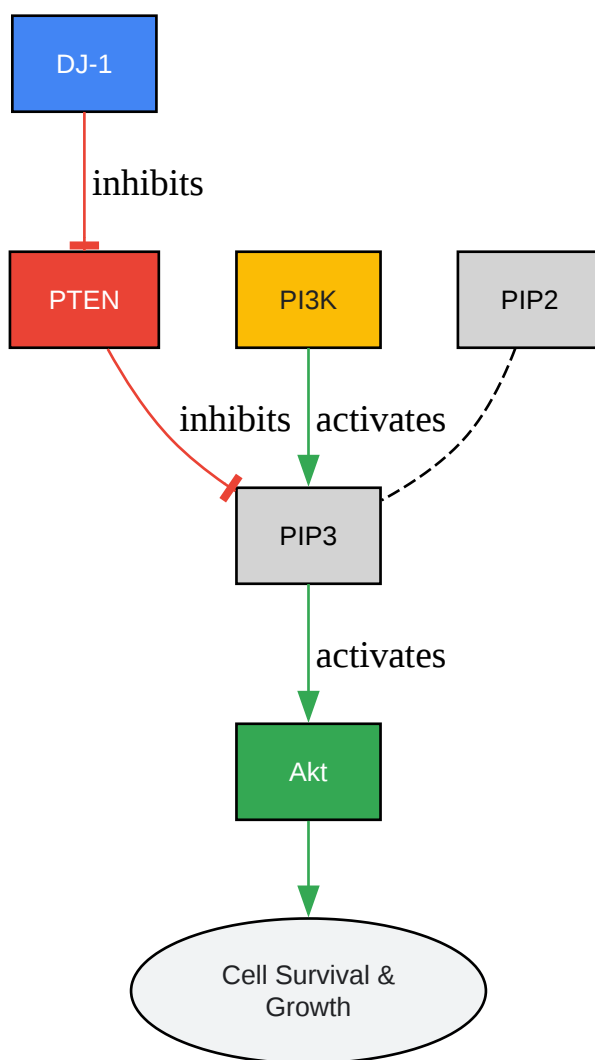 DJ-1
inhibits
PTEN
PI3K
PIP2
inhibits
activates
PIP3
activates
Akt
Cell Survival &
Growth